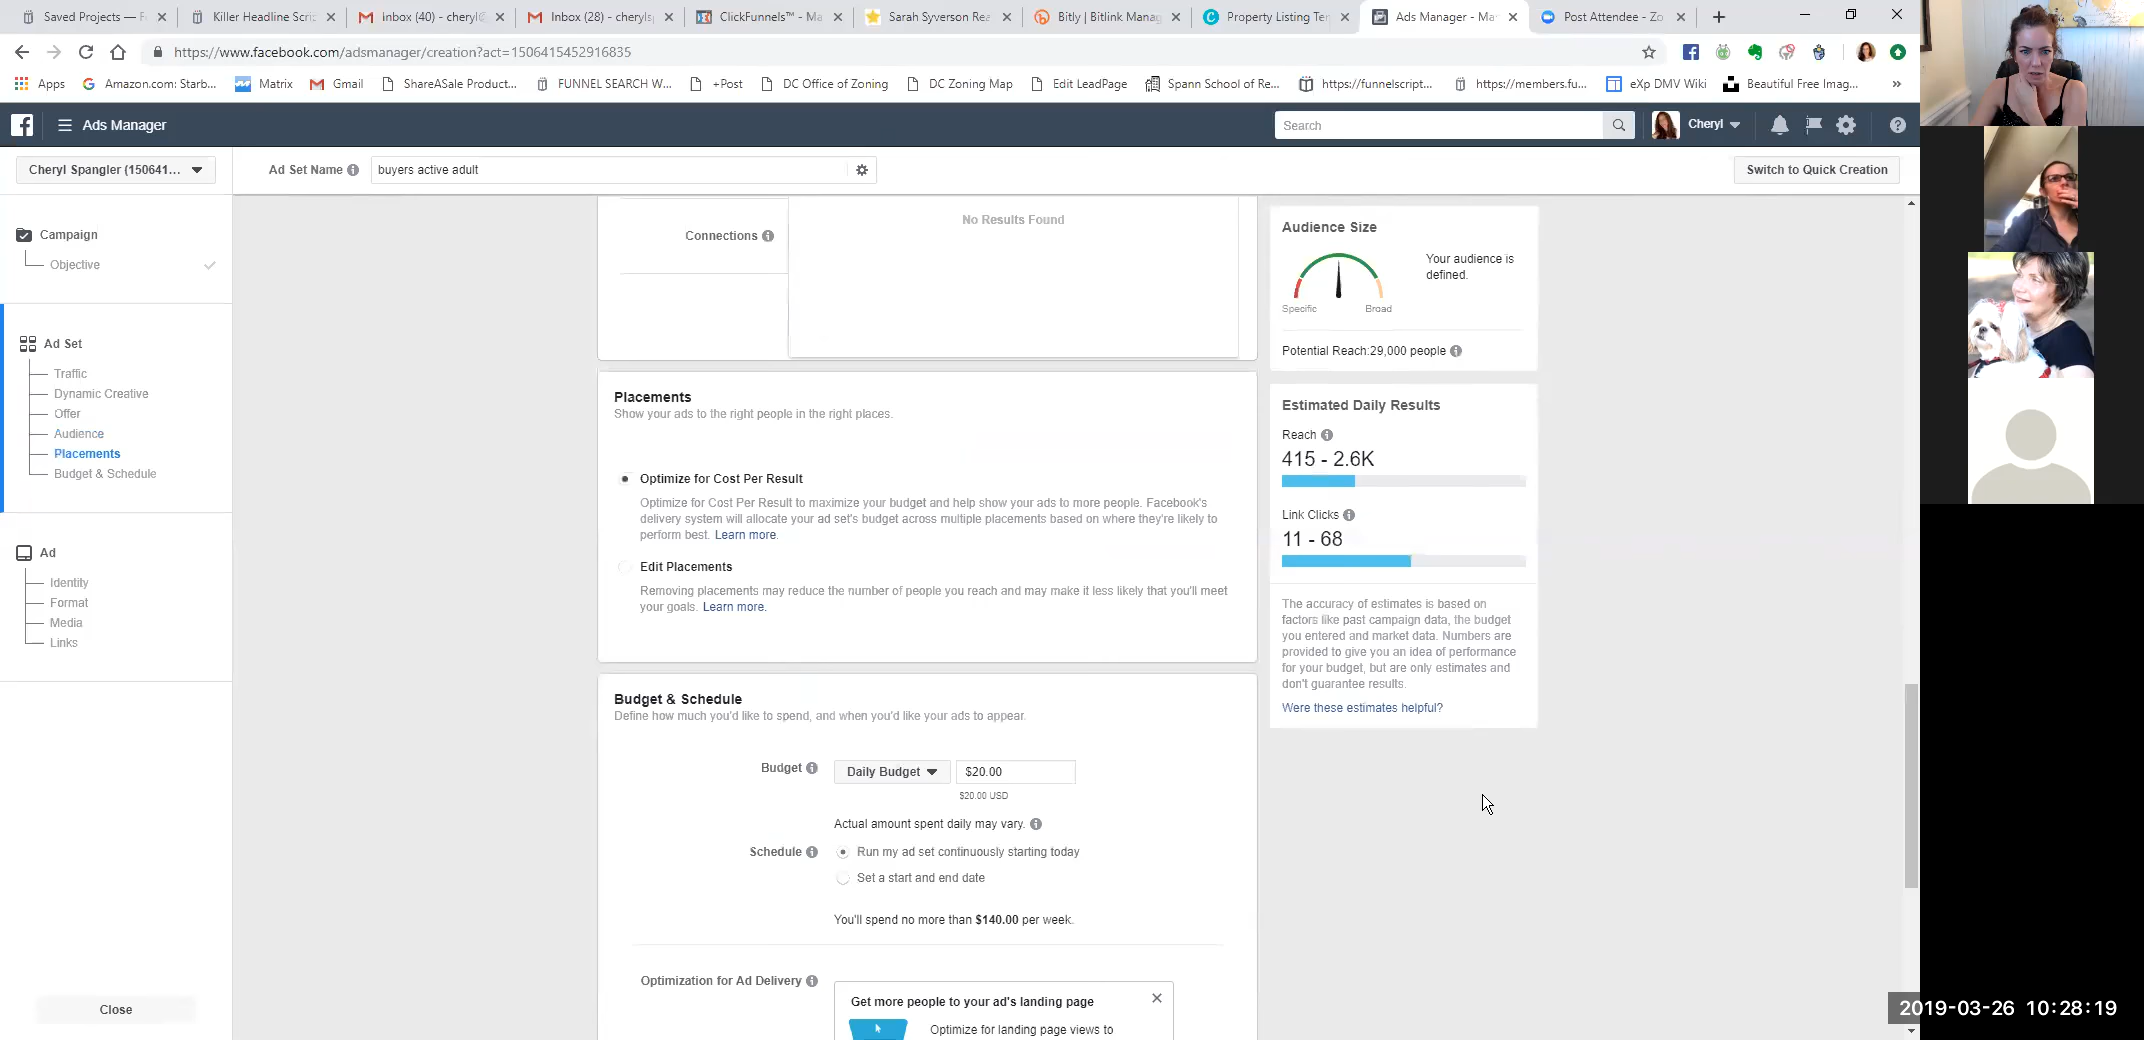 Saved Projects — F
Killer Headline Scri
Inbox (40) - cheryl@
Inbox (28) - cheryls
ClickFunnels™ - Ma
Sarah Syverson Rea
Bitly | Bitlink Manag
Property Listing Ter
Ads Manager - Ma
Post Attendee - Zo
https://www.facebook.com/adsmanager/creation?act=1506415452916835
Apps
Amazon.com: Starb...
Matrix
Gmail
ShareASale Product...
FUNNEL SEARCH W...
+Post
DC Office of Zoning
DC Zoning Map
Edit LeadPage
Spann School of Re...
https://funnelscript...
https://members.fu...
eXp DMV Wiki
Beautiful Free Imag...
»
Ads Manager
Search
Cheryl
Cheryl Spangler (150641...
Ad Set Name
buyers active adult
Switch to Quick Creation
Campaign
Objective
Ad Set
Traffic
Dynamic Creative
Offer
Audience
Placements
Budget & Schedule
Ad
Identity
Format
Media
Links
Close
No Results Found
Connections
Placements
Show your ads to the right people in the right places.
Optimize for Cost Per Result
Optimize for Cost Per Result to maximize your budget and help show your ads to more people. Facebook's
delivery system will allocate your ad set's budget across multiple placements based on where they're likely to
perform best. Learn more.
Edit Placements
Removing placements may reduce the number of people you reach and may make it less likely that you'll meet
your goals. Learn more.
Budget & Schedule
Define how much you'd like to spend, and when you'd like your ads to appear.
Budget
Daily Budget
$20.00
$20.00 USD
Actual amount spent daily may vary.
Schedule
Run my ad set continuously starting today
Set a start and end date
You'll spend no more than $140.00 per week.
Optimization for Ad Delivery
Get more people to your ad's landing page
Optimize for landing page views to
Audience Size
Your audience is
defined.
Specific
Broad
Potential Reach:29,000 people
Estimated Daily Results
Reach
415 - 2.6K
Link Clicks
11 - 68
The accuracy of estimates is based on
factors like past campaign data, the budget
you entered and market data. Numbers are
provided to give you an idea of performance
for your budget, but are only estimates and
don't guarantee results.
Were these estimates helpful?
2019-03-26 10:28:19